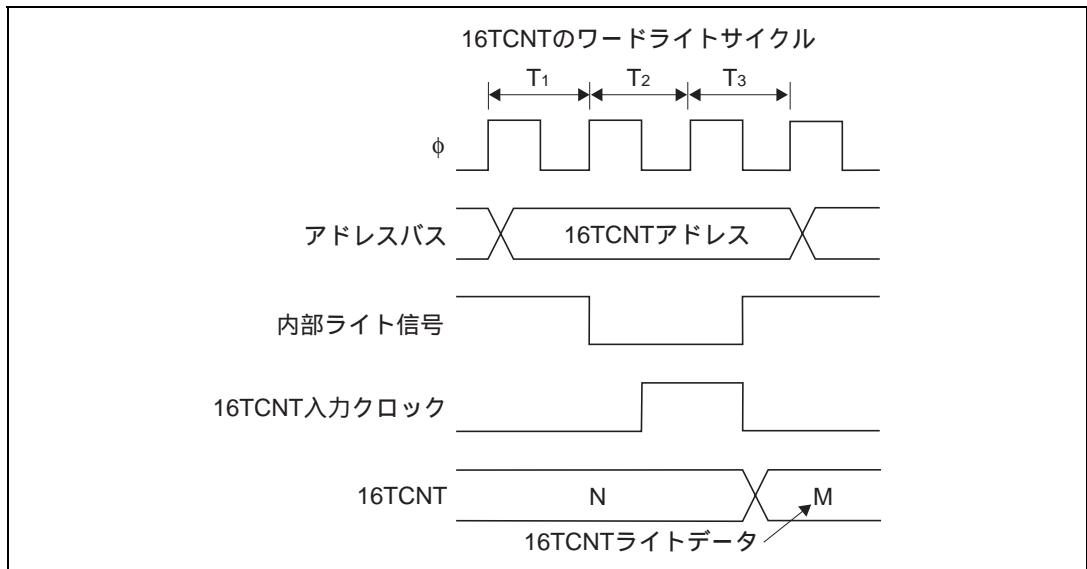 16TCNTのワードライトサイクル
T1 T2 T3
φ
アドレスバス 16TCNTアドレス
内部ライト信号
16TCNT入力クロック
16TCNT N M
16TCNTライトデータ